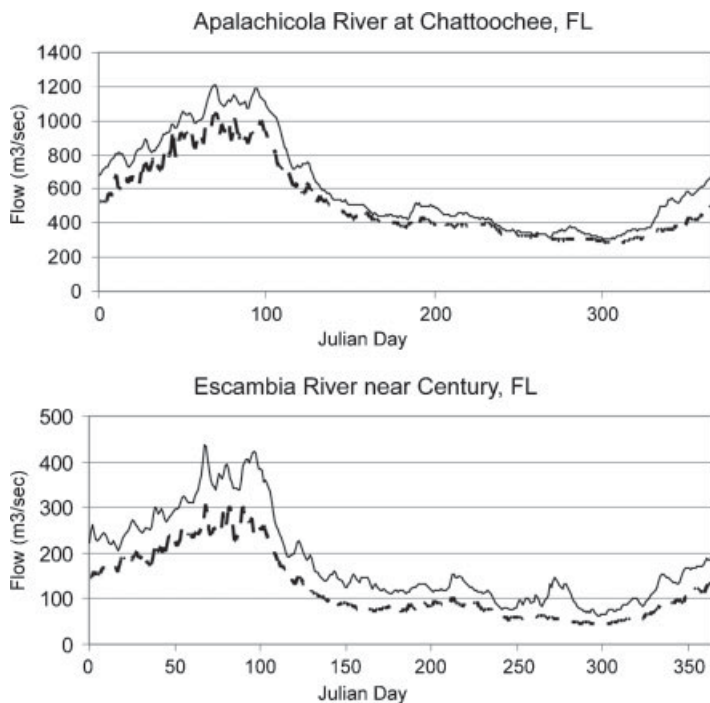 Apalachicola River at Chattoochee, FL
1400
1200
1000
800
600
400
200
0
Flow (m3/sec)
0 100 200 300
Julian Day
Escambia River near Century, FL
500
400
300
200
100
0
Flow (m3/sec)
0 50 100 150 200 250 300 350
Julian Day